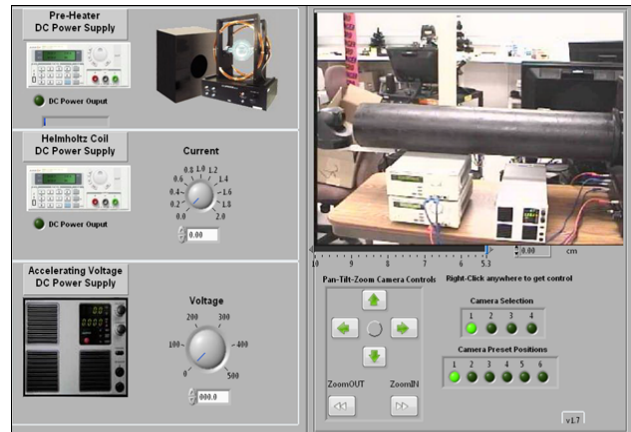 Pre-Heater
DC Power Supply
DC Power Ouput
Helmholtz Coil
DC Power Supply
DC Power Ouput
Current
0.0 0.2 0.4 0.6 0.8 1.0 1.2 1.4 1.6 1.8 2.0
0.00
Accelerating Voltage
DC Power Supply
Voltage
0 100 200 300 400 500
000.0
10 9 8 7 6 5.3
0.00 cm
Pan-Tilt-Zoom Camera Controls
Right-Click anywhere to get control
Camera Selection
1 2 3 4
Camera Preset Positions
1 2 3 4 5 6
ZoomOUT ZoomIN
v1.7